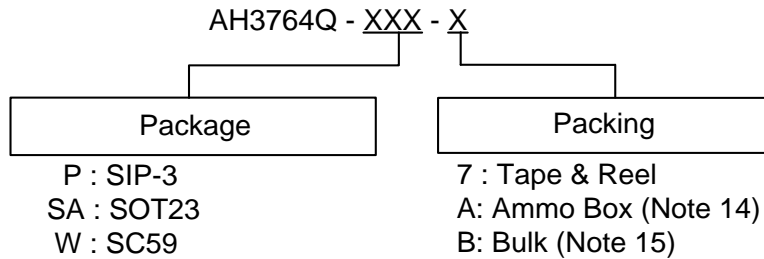 AH3764Q - XXX - X
Package
P : SIP-3
SA : SOT23
W : SC59
Packing
7 : Tape & Reel
A: Ammo Box (Note 14)
B: Bulk (Note 15)